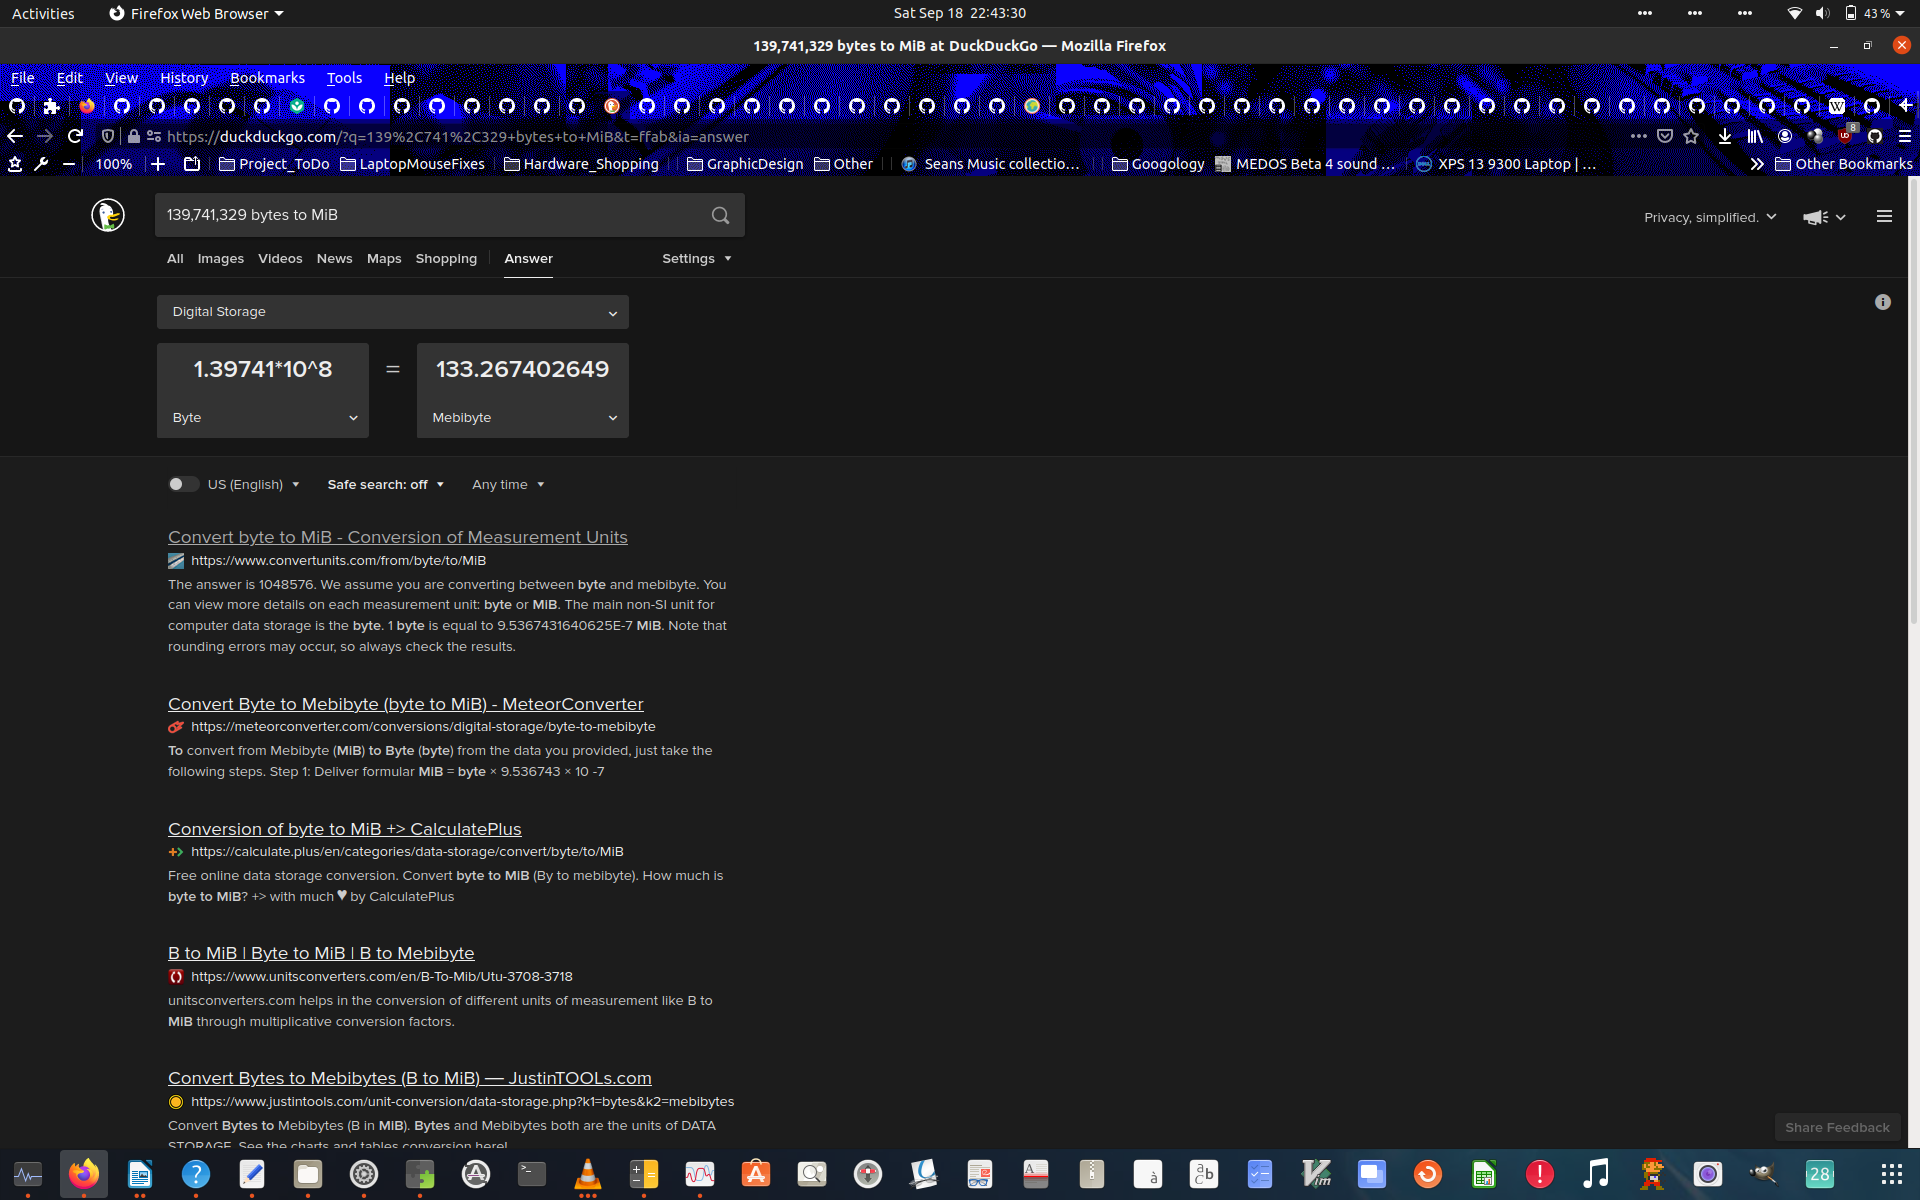 Activities Firefox Web Browser Sat Sep 18 22:43:30 43 %
139,741,329 bytes to MiB at DuckDuckGo — Mozilla Firefox
File Edit View History Bookmarks Tools Help
https://duckduckgo.com/?q=139%2C741%2C329+bytes+to+MiB&t=ffab&ia=answer 8
100% Project_ToDo LaptopMouseFixes Hardware_Shopping GraphicDesign Other Seans Music collectio... Googology MEDOS Beta 4 sound ... XPS 13 9300 Laptop | ... Other Bookmarks
139,741,329 bytes to MiB
Privacy, simplified.
All Images Videos News Maps Shopping Answer Settings
Digital Storage
1.39741*10^8 = 133.267402649
Byte Mebibyte
US (English) Safe search: off Any time
Convert byte to MiB - Conversion of Measurement Units
https://www.convertunits.com/from/byte/to/MiB
The answer is 1048576. We assume you are converting between byte and mebibyte. You
can view more details on each measurement unit: byte or MiB. The main non-SI unit for
computer data storage is the byte. 1 byte is equal to 9.5367431640625E-7 MiB. Note that
rounding errors may occur, so always check the results.
Convert Byte to Mebibyte (byte to MiB) - MeteorConverter
https://meteorconverter.com/conversions/digital-storage/byte-to-mebibyte
To convert from Mebibyte (MiB) to Byte (byte) from the data you provided, just take the
following steps. Step 1: Deliver formular MiB = byte × 9.536743 × 10 -7
Conversion of byte to MiB +> CalculatePlus
https://calculate.plus/en/categories/data-storage/convert/byte/to/MiB
Free online data storage conversion. Convert byte to MiB (By to mebibyte). How much is
byte to MiB? +> with much ♥ by CalculatePlus
B to MiB | Byte to MiB | B to Mebibyte
https://www.unitsconverters.com/en/B-To-Mib/Utu-3708-3718
unitsconverters.com helps in the conversion of different units of measurement like B to
MiB through multiplicative conversion factors.
Convert Bytes to Mebibytes (B to MiB) — JustinTOOLs.com
https://www.justintools.com/unit-conversion/data-storage.php?k1=bytes&k2=mebibytes
Convert Bytes to Mebibytes (B in MiB). Bytes and Mebibytes both are the units of DATA
STORAGE. See the charts and tables conversion here!
Share Feedback
28